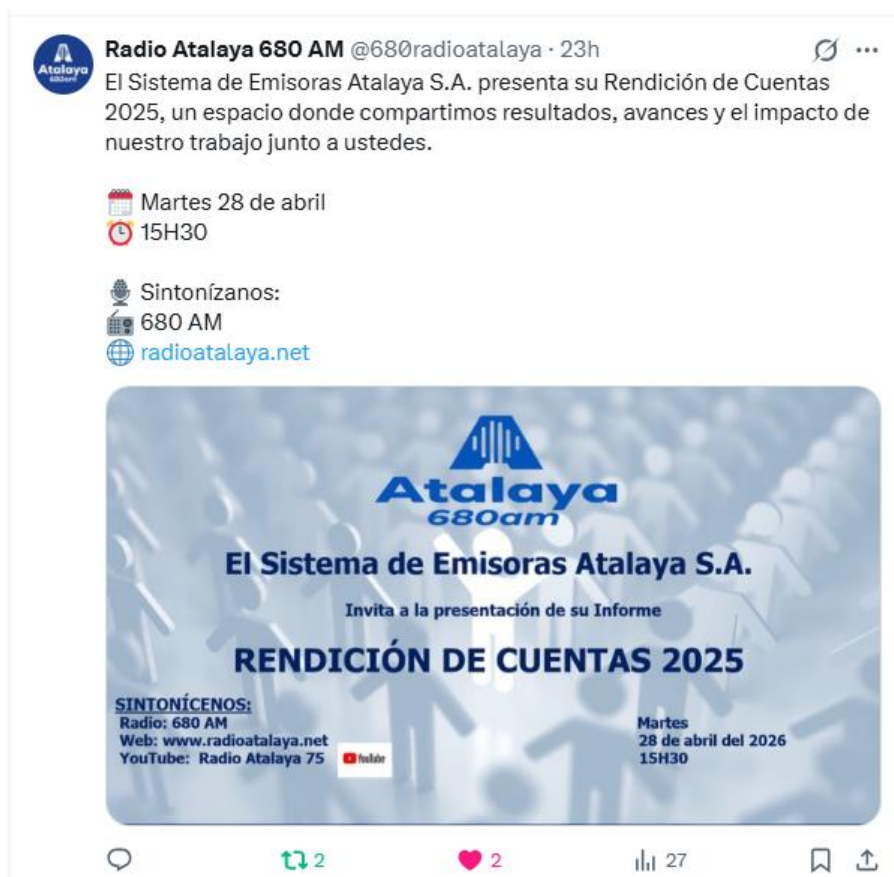 Radio Atalaya 680 AM @680radioatalaya · 23h
El Sistema de Emisoras Atalaya S.A. presenta su Rendición de Cuentas
2025, un espacio donde compartimos resultados, avances y el impacto de
nuestro trabajo junto a ustedes.
Martes 28 de abril
15H30
Sintonízanos:
680 AM
radioatalaya.net
Atalaya
680am
El Sistema de Emisoras Atalaya S.A.
Invita a la presentación de su Informe
RENDICIÓN DE CUENTAS 2025
SINTONÍCENOS:
Radio: 680 AM
Web: www.radioatalaya.net
YouTube: Radio Atalaya 75
YouTube
Martes
28 de abril del 2026
15H30
2
2
27